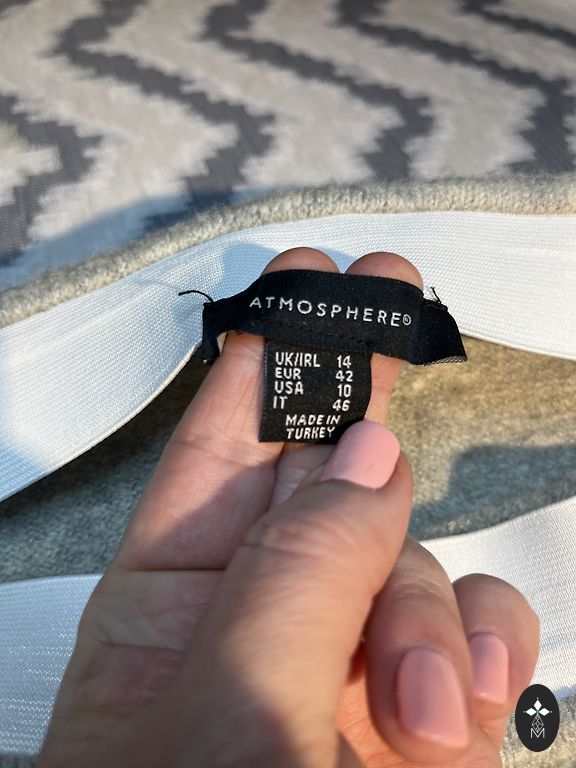 ATMOSPHERE®
UK/IRL 14
EUR 42
USA 10
IT 46
MADE IN
TURKEY
M